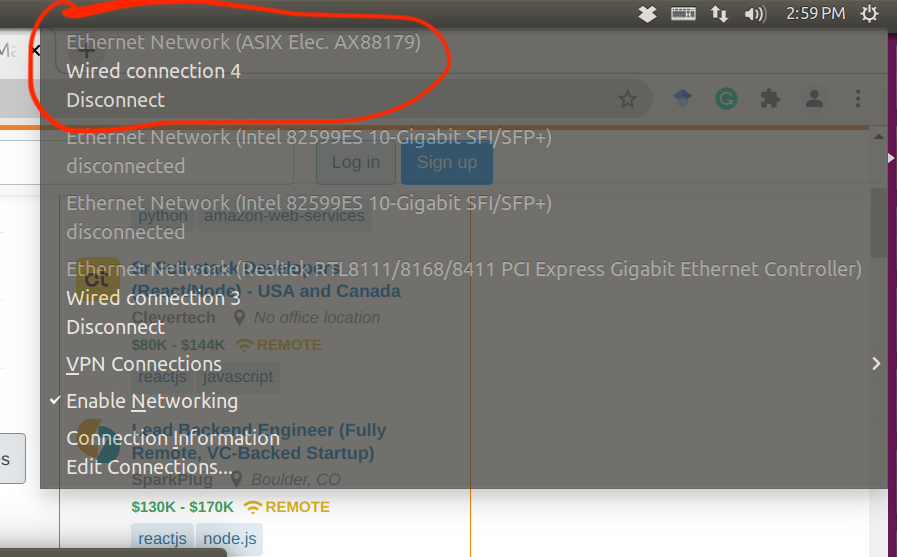 2:59 PM
Ma
Ethernet Network (ASIX Elec. AX88179)
Wired connection 4
Disconnect
Ethernet Network (Intel 82599ES 10-Gigabit SFI/SFP+)
disconnected
Log in
Sign up
Ethernet Network (Intel 82599ES 10-Gigabit SFI/SFP+)
disconnected
python
amazon-web-services
Ethernet Network (Realtek RTL8111/8168/8411 PCI Express Gigabit Ethernet Controller)
ct
Sr Full-stack Developers
(React/Node) - USA and Canada
Wired connection 3
Clevertech
No office location
Disconnect
$80K - $144K
REMOTE
VPN Connections
reactjs
javascript
Enable Networking
Lead Backend Engineer (Fully
Remote, VC-Backed Startup)
Connection Information
Edit Connections...
s
SparkPlug
Boulder, CO
$130K - $170K
REMOTE
reactjs
node.js